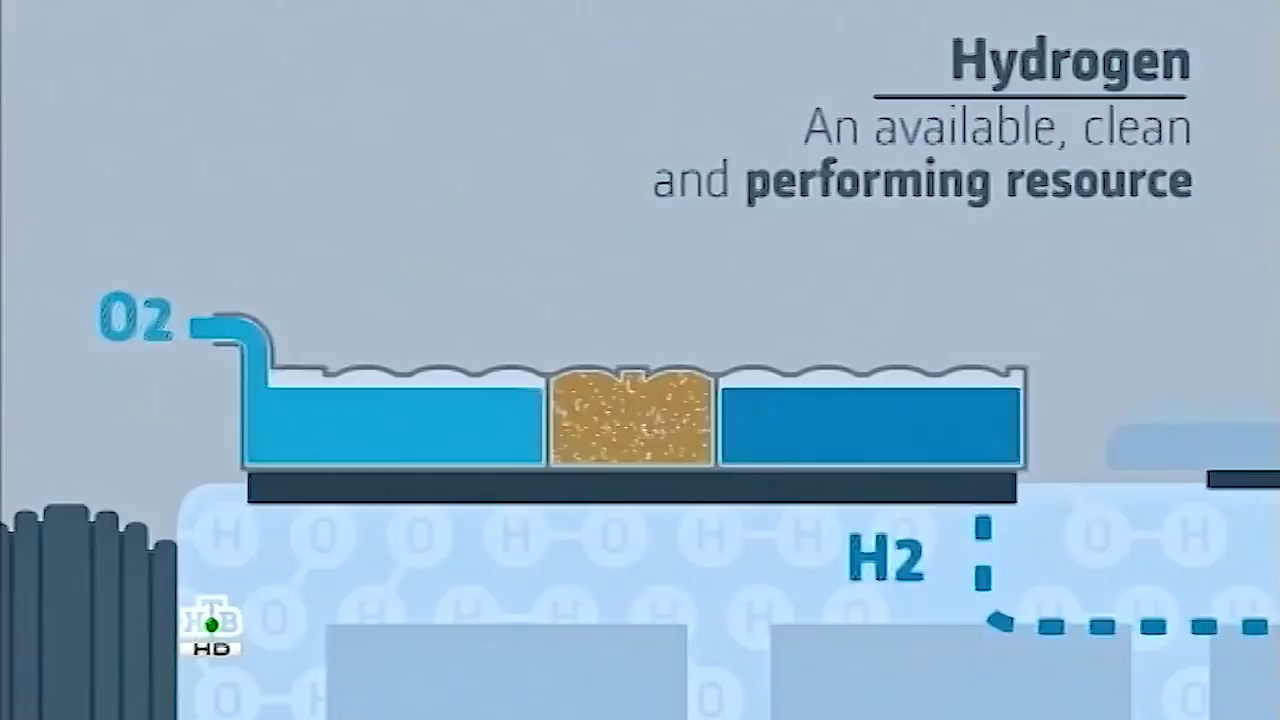 Hydrogen
An available, clean
and performing resource
O2
H2
H O O H O H H O O H
O H H H H H O H H H
НТВ
HD
O H O O